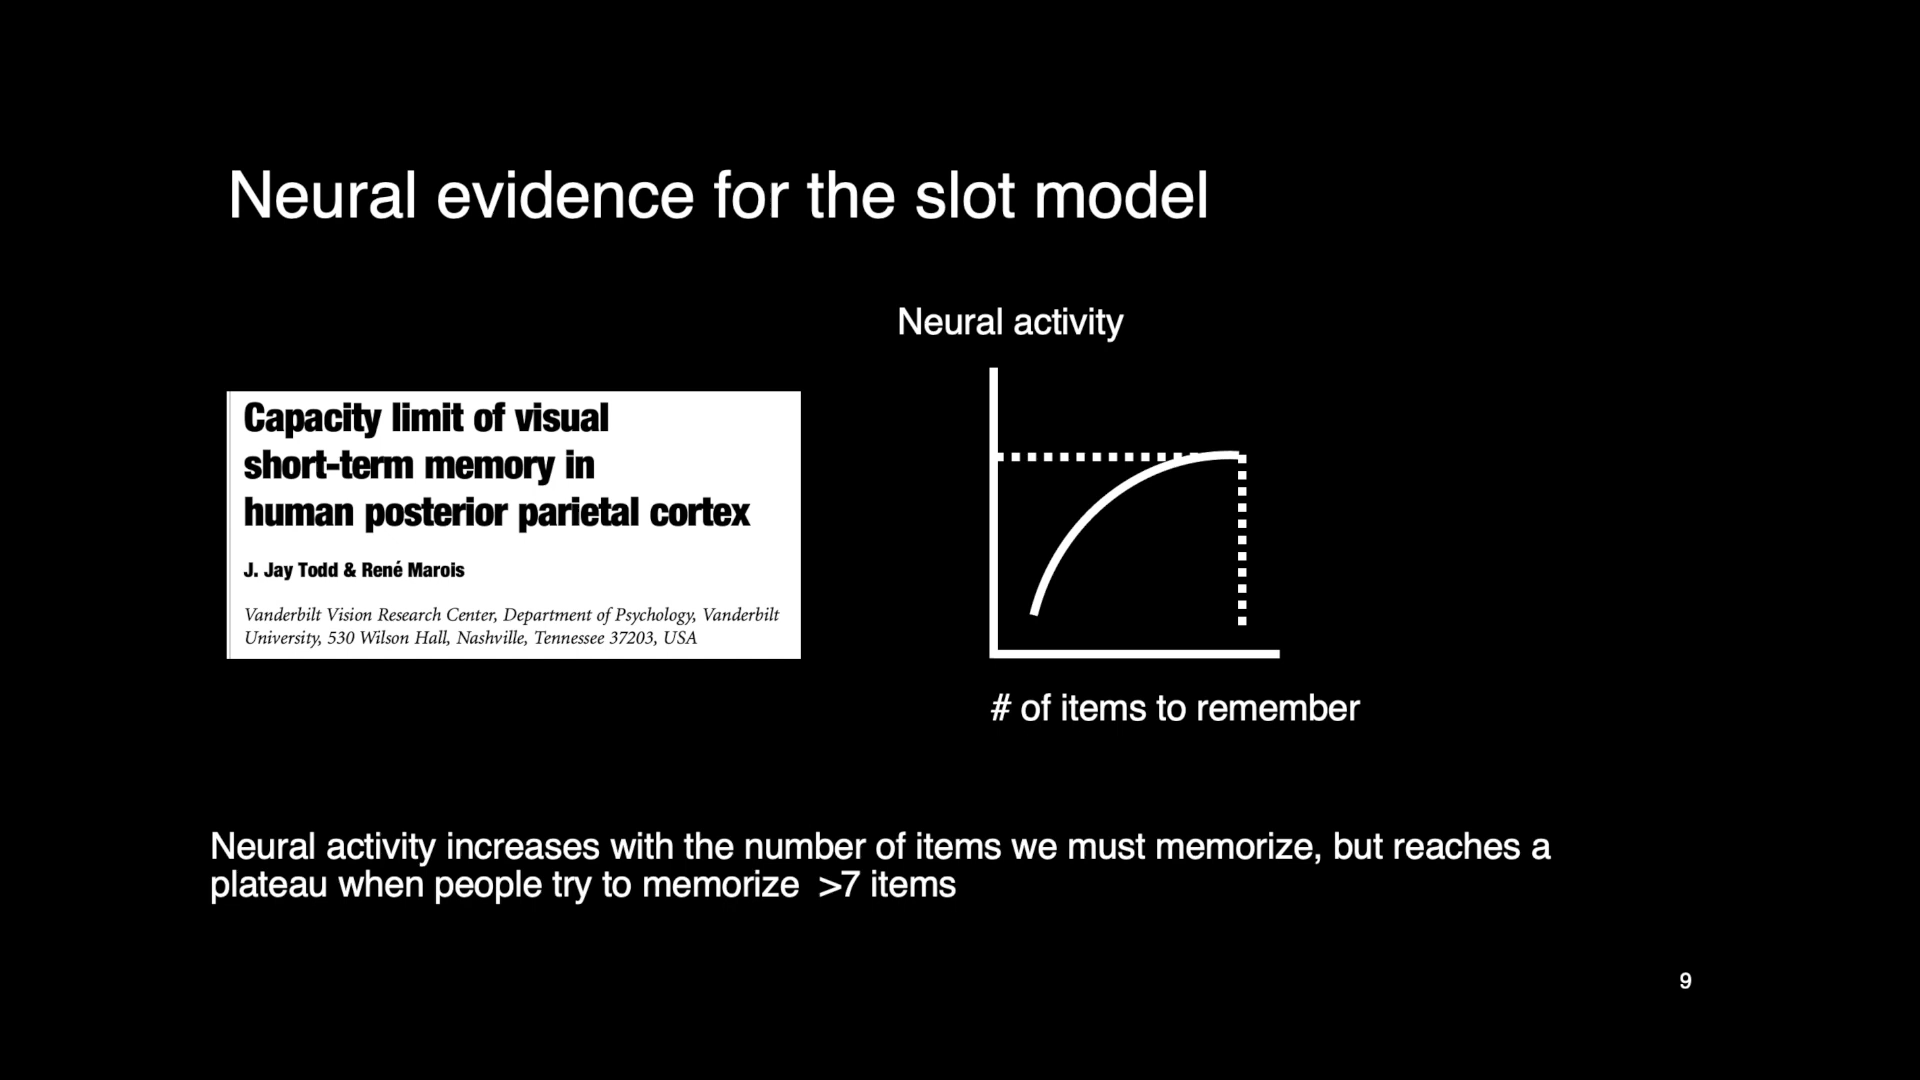 Neural evidence for the slot model
Neural activity
Capacity limit of visual
short-term memory in
human posterior parietal cortex
J. Jay Todd & René Marois
Vanderbilt Vision Research Center, Department of Psychology, Vanderbilt
University, 530 Wilson Hall, Nashville, Tennessee 37203, USA
# of items to remember
Neural activity increases with the number of items we must memorize, but reaches a
plateau when people try to memorize  >7 items
9